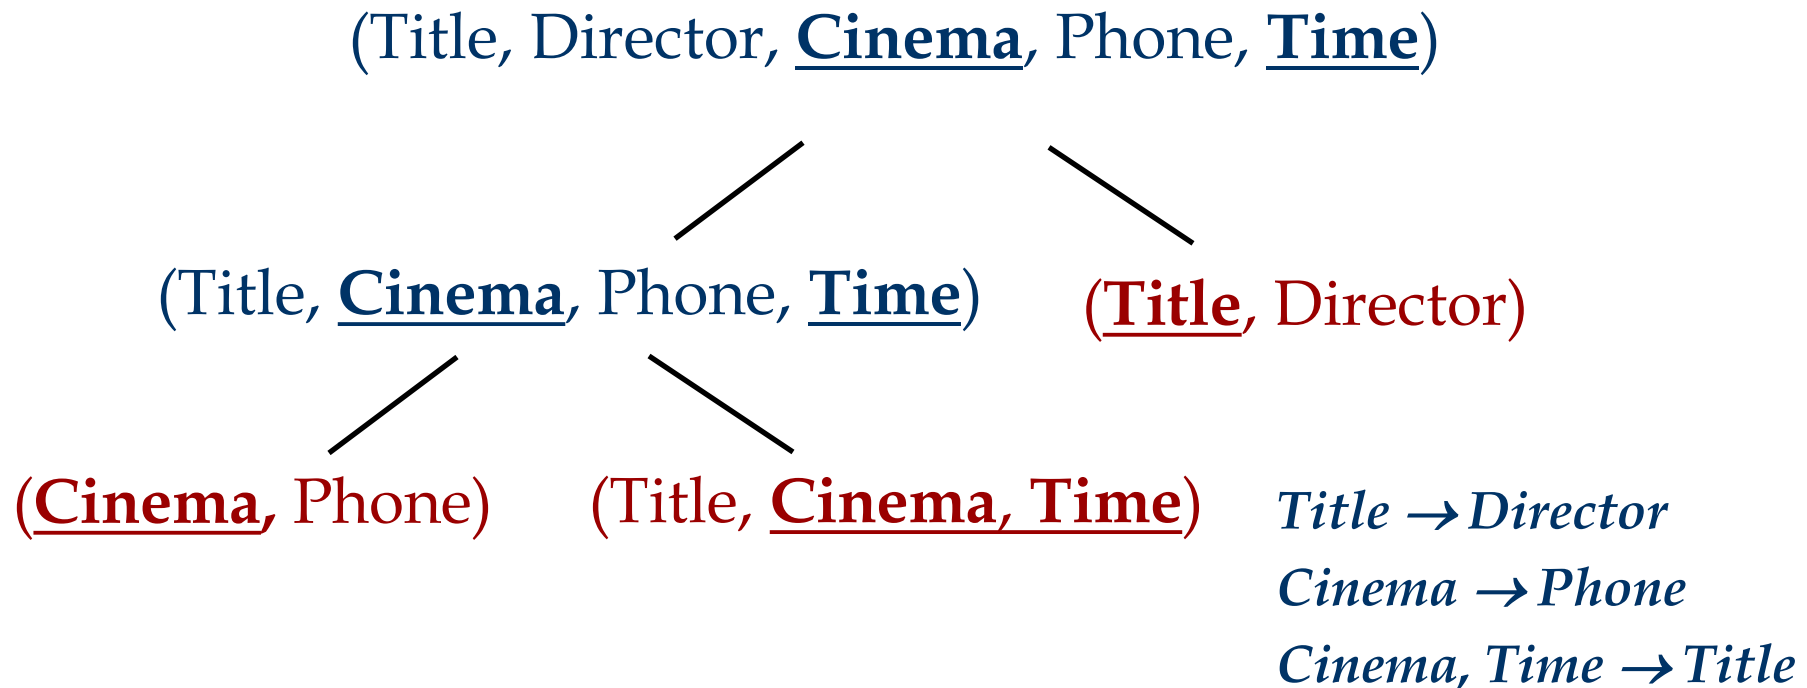 (Title, Director, Cinema, Phone, Time)
(Title, Cinema, Phone, Time)
(Title, Director)
(Cinema, Phone)
(Title, Cinema, Time)
Title → Director
Cinema → Phone
Cinema, Time → Title